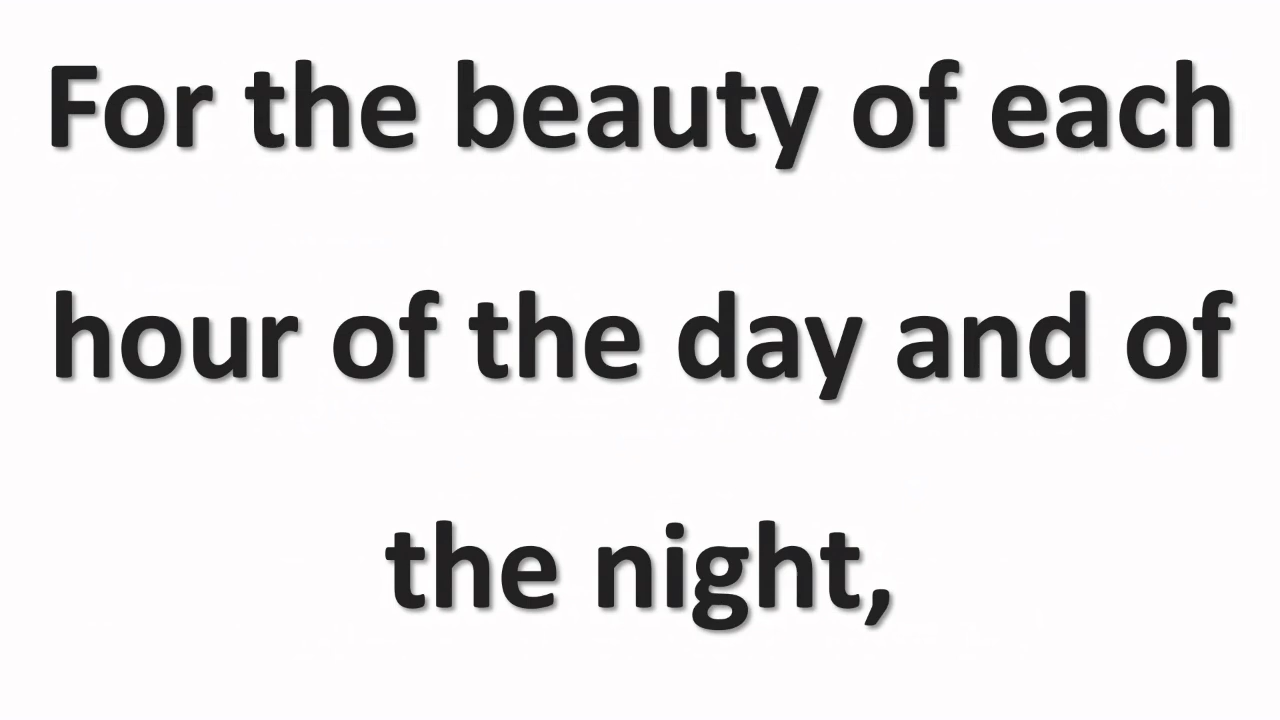 For the beauty of each
hour of the day and of
the night,